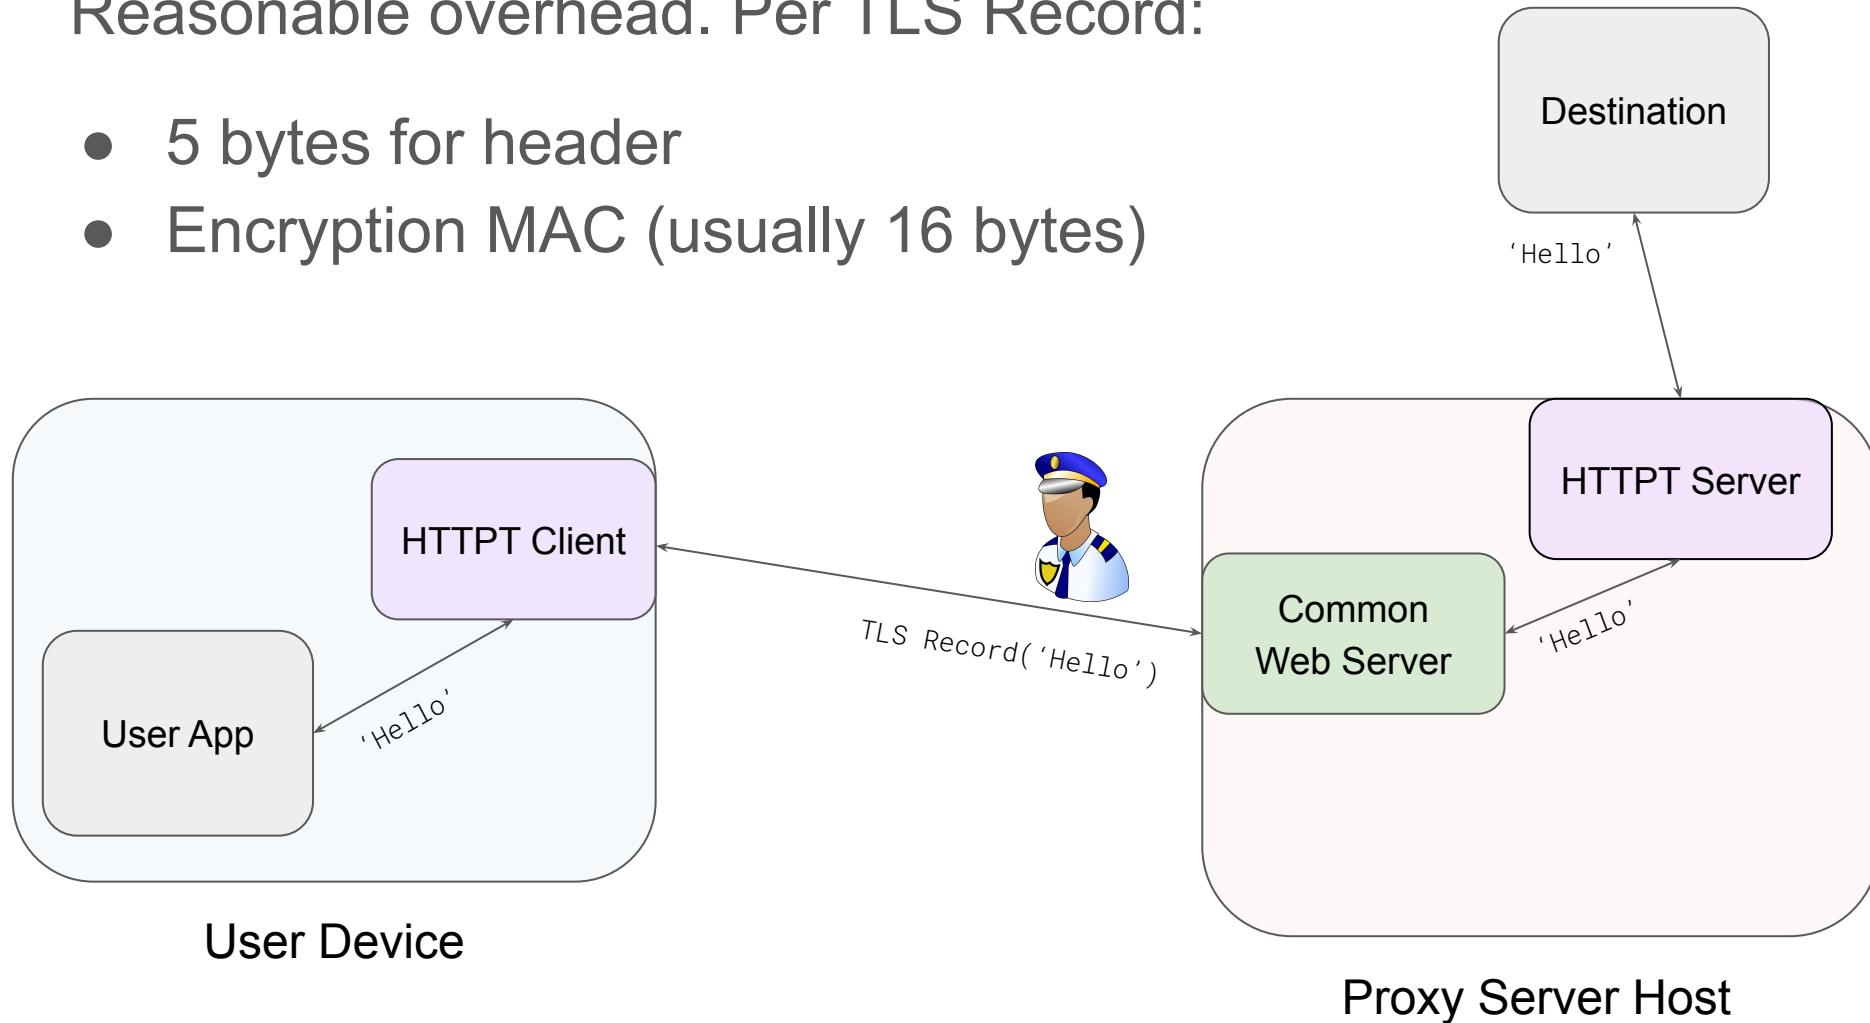 Reasonable overhead. Per TLS Record:
● 5 bytes for header
● Encryption MAC (usually 16 bytes)
Destination
‘Hello’
HTTPT Server
HTTPT Client
Common
Web Server
‘Hello’
TLS Record(‘Hello’)
User App
‘Hello’
User Device
Proxy Server Host